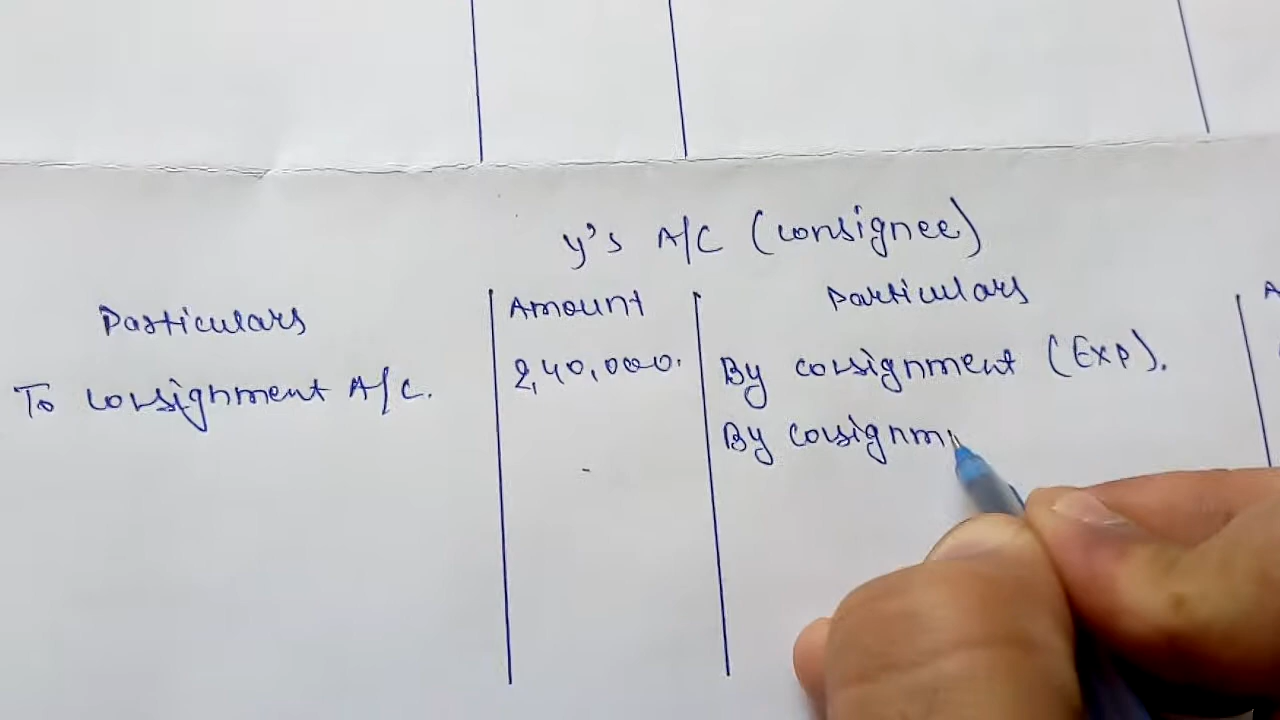 y's A/C (consignee)
Particulars Amount Particulars A
To consignment A/C. 2,40,000. By consignment (Exp).
By consignm